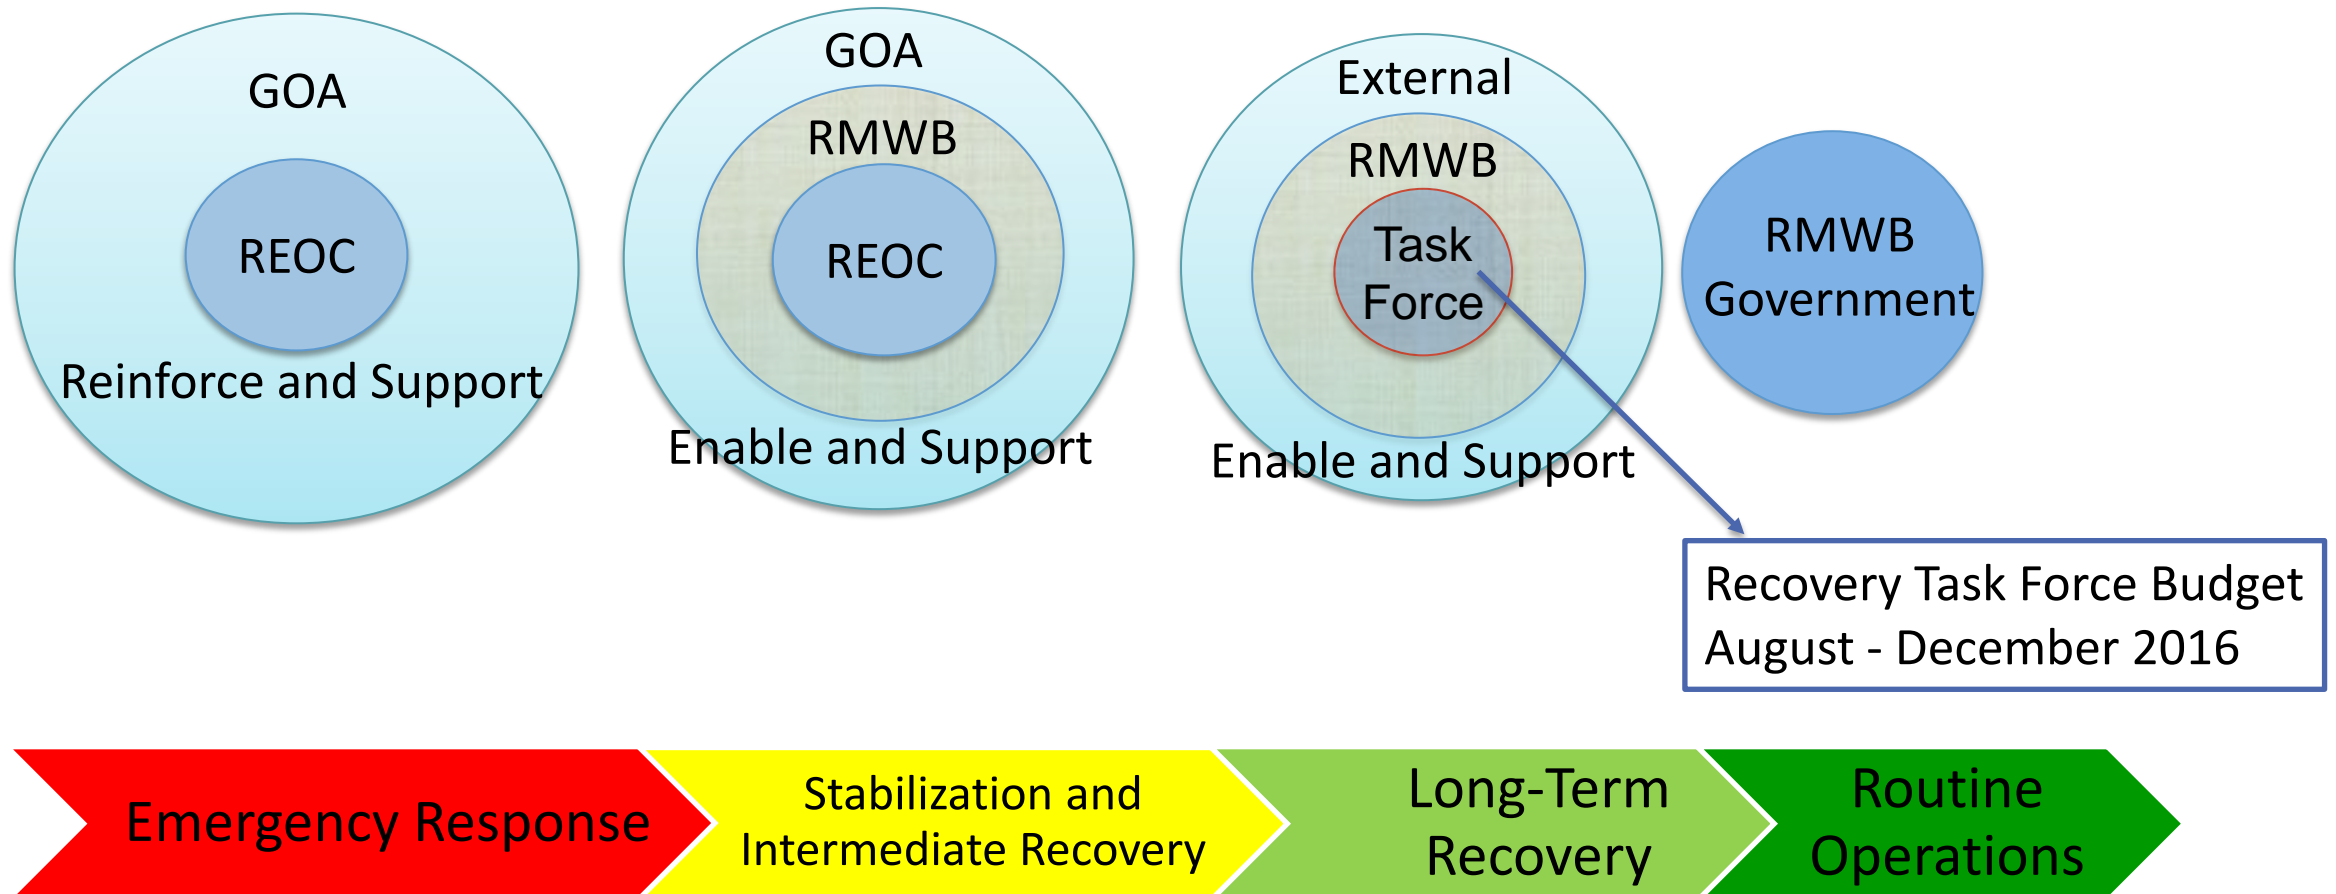 GOA
REOC
Reinforce and Support
GOA
RMWB
REOC
Enable and Support
External
RMWB
Task
Force
Enable and Support
RMWB
Government
Recovery Task Force Budget
August - December 2016
Emergency Response
Stabilization and
Intermediate Recovery
Long-Term
Recovery
Routine
Operations